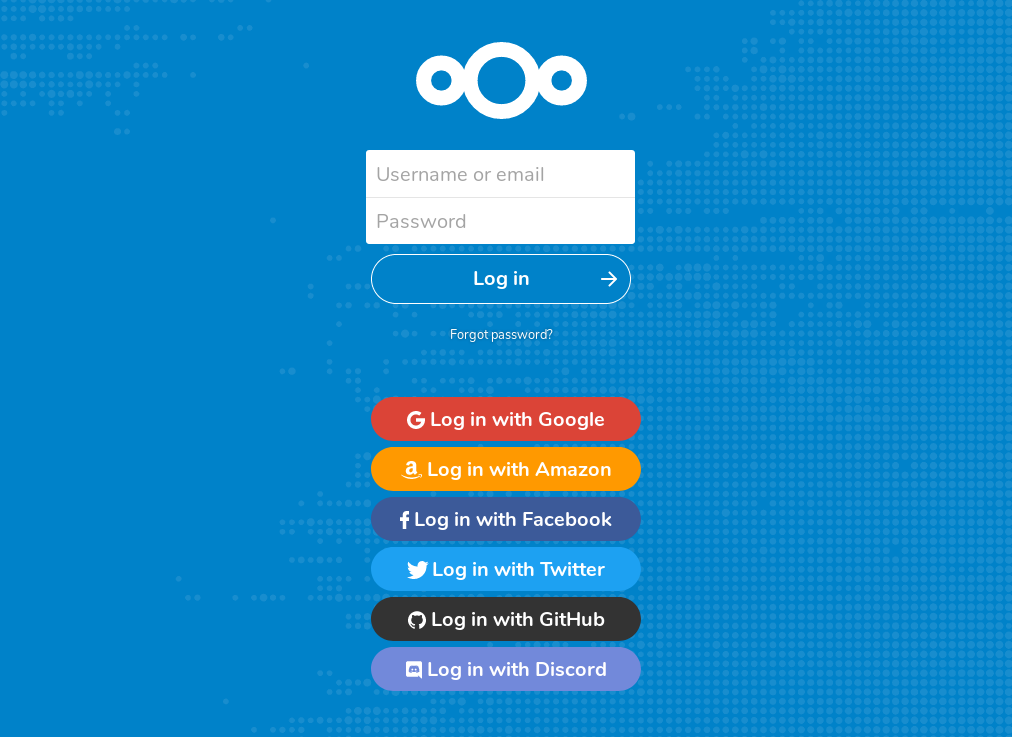 Username or email
Password
Log in
Forgot password?
Log in with Google
Log in with Amazon
Log in with Facebook
Log in with Twitter
Log in with GitHub
Log in with Discord